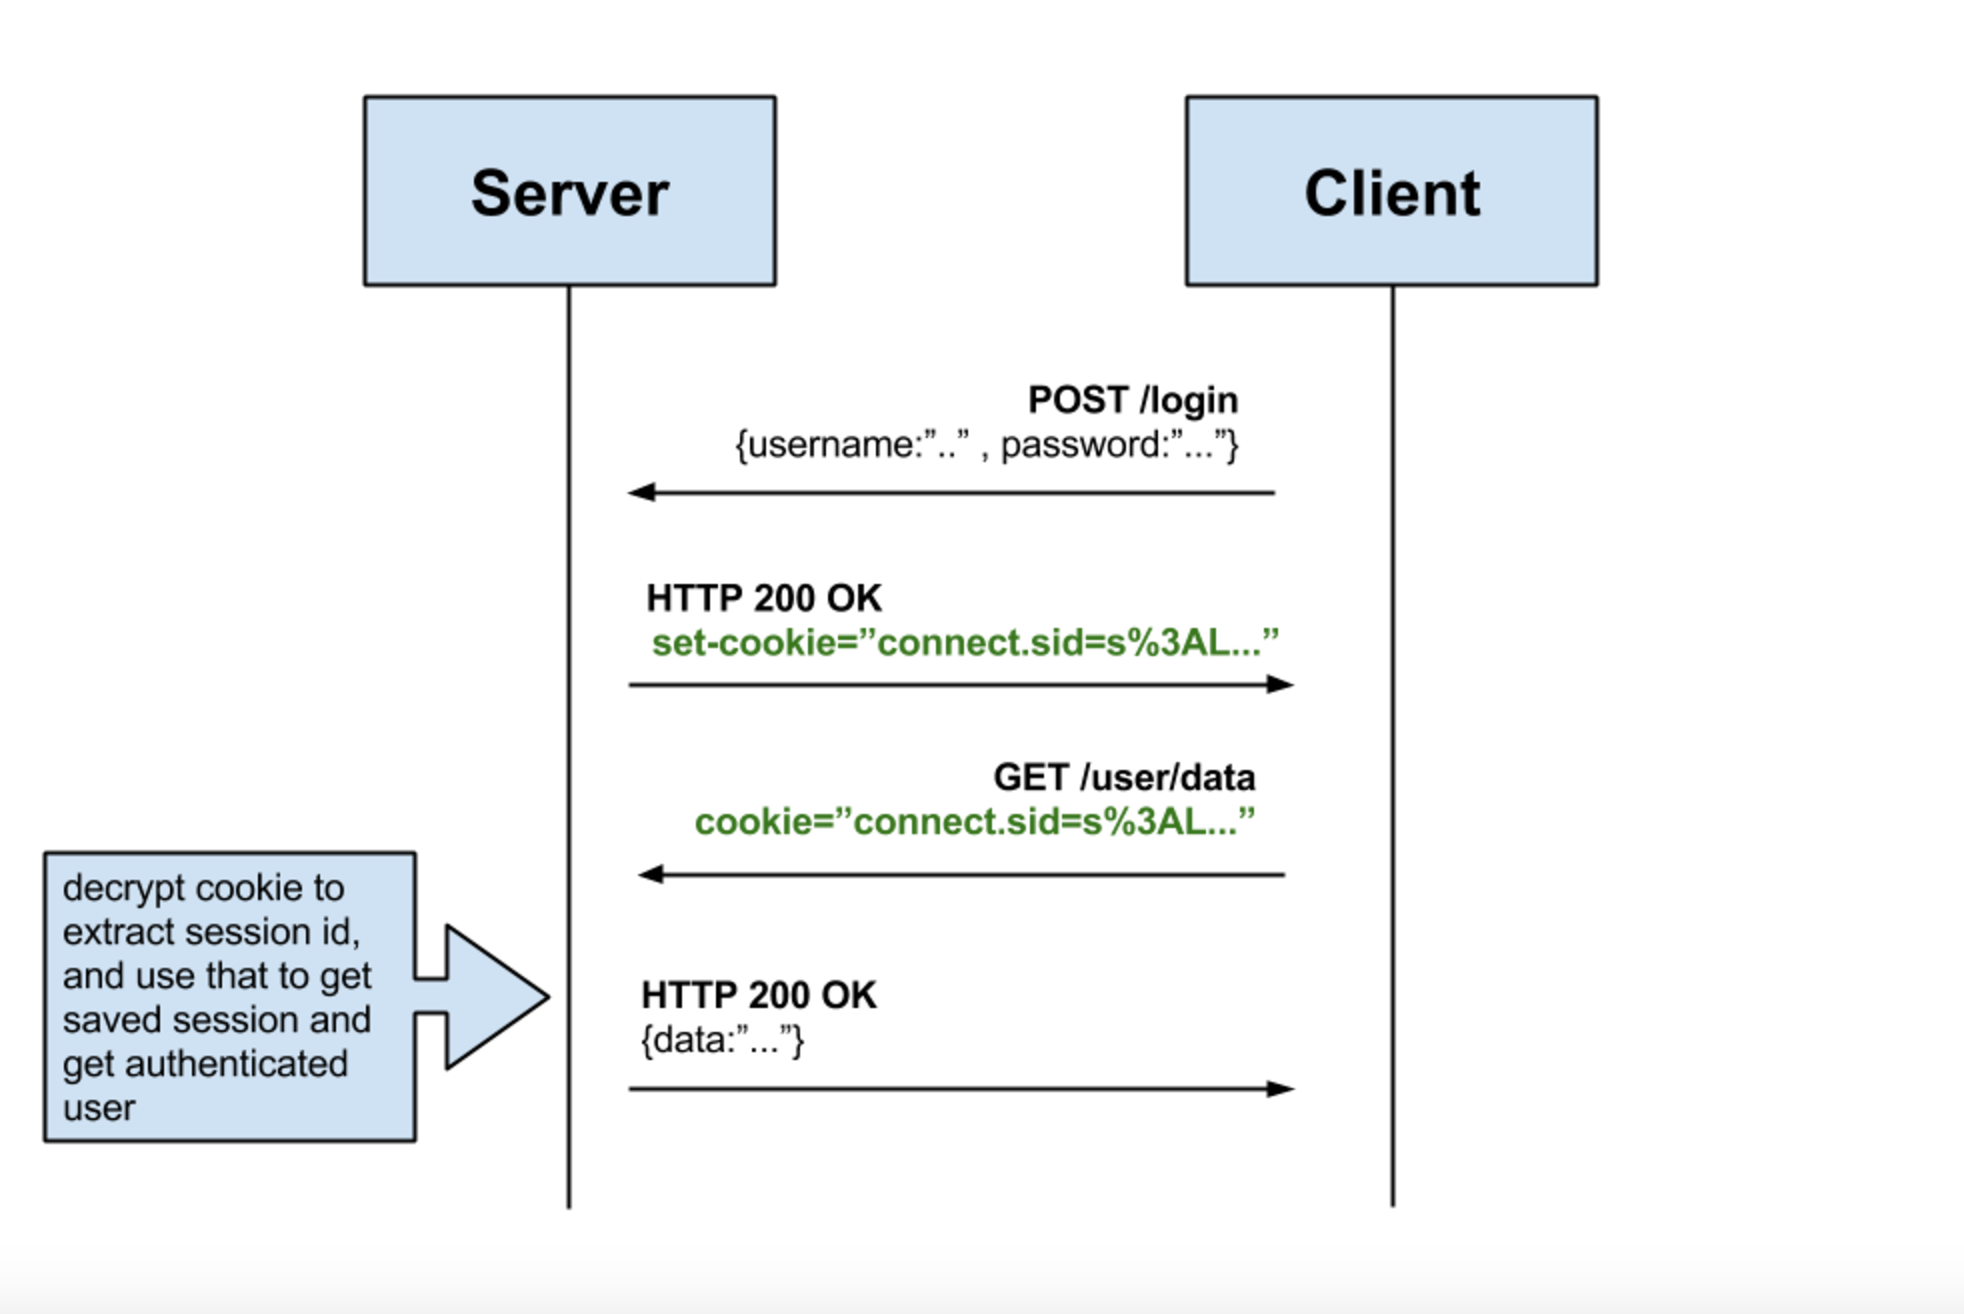 Server
Client
POST /login
{username:”..” , password:”...”}
HTTP 200 OK
set-cookie=”connect.sid=s%3AL...”
GET /user/data
cookie=”connect.sid=s%3AL...”
decrypt cookie to
extract session id,
and use that to get
saved session and
get authenticated
user
HTTP 200 OK
{data:”...”}